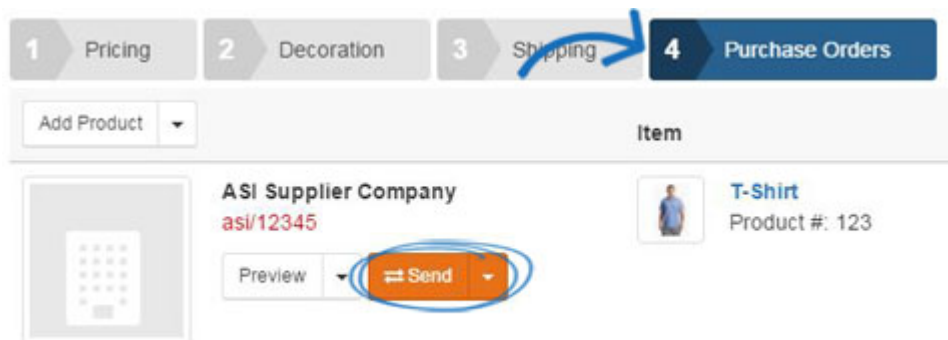 1 Pricing 2 Decoration 3 Shipping 4 Purchase Orders
Add Product Item
ASI Supplier Company
asi/12345
T-Shirt
Product #: 123
Preview Send